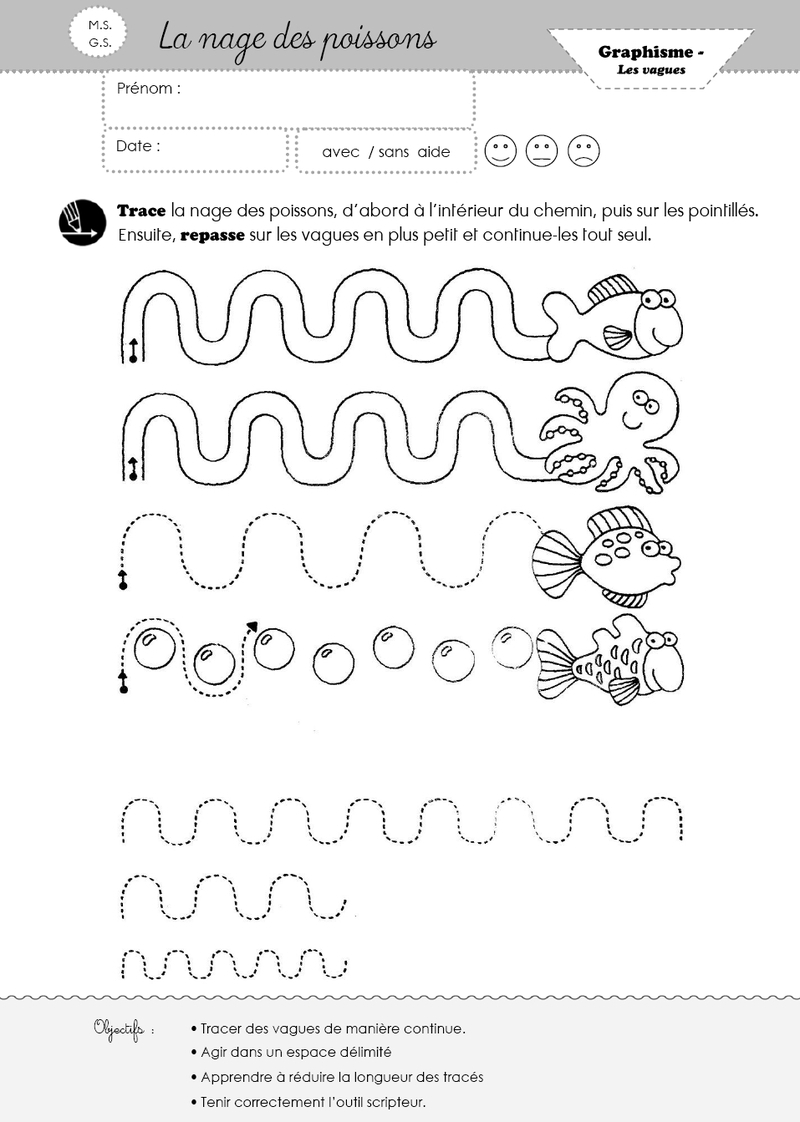 M.S.
G.S.
La nage des poissons
Graphisme -
Les vagues
Prénom :
Date :
avec / sans aide
Trace la nage des poissons, d'abord à l'intérieur du chemin, puis sur les pointillés.
Ensuite, repasse sur les vagues en plus petit et continue-les tout seul.
Objectifs :
• Tracer des vagues de manière continue.
• Agir dans un espace délimité
• Apprendre à réduire la longueur des tracés
• Tenir correctement l'outil scripteur.